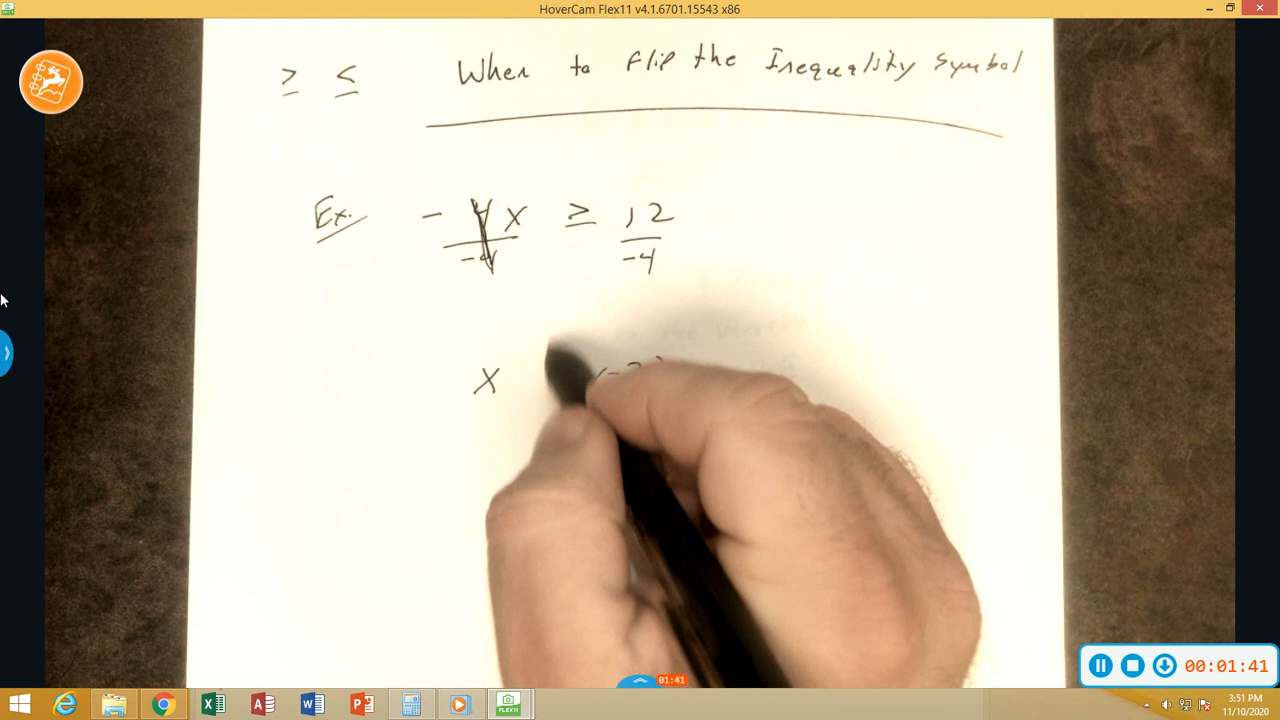 HoverCam Flex11 v4.1.6701.15543 x86
≥ ≤ When to Flip the Inequality Symbol
Ex. - 4x ≥ 12
-4 -4
x
00:01:41
01:41
FLEX11
3:51 PM
11/10/2020